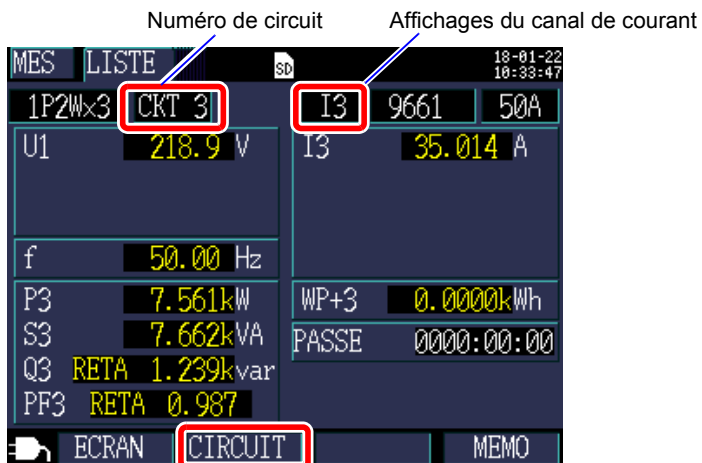 Numéro de circuit
Affichages du canal de courant
MES LISTE SD 18-01-22
10:33:47
1P2W×3 CKT 3 I3 9661 50A
U1 218.9 V I3 35.014 A
f 50.00 Hz
P3 7.561kW WP+3 0.0000kWh
S3 7.662kVA PASSE 0000:00:00
Q3 RETA 1.239kvar
PF3 RETA 0.987
ECRAN CIRCUIT MEMO